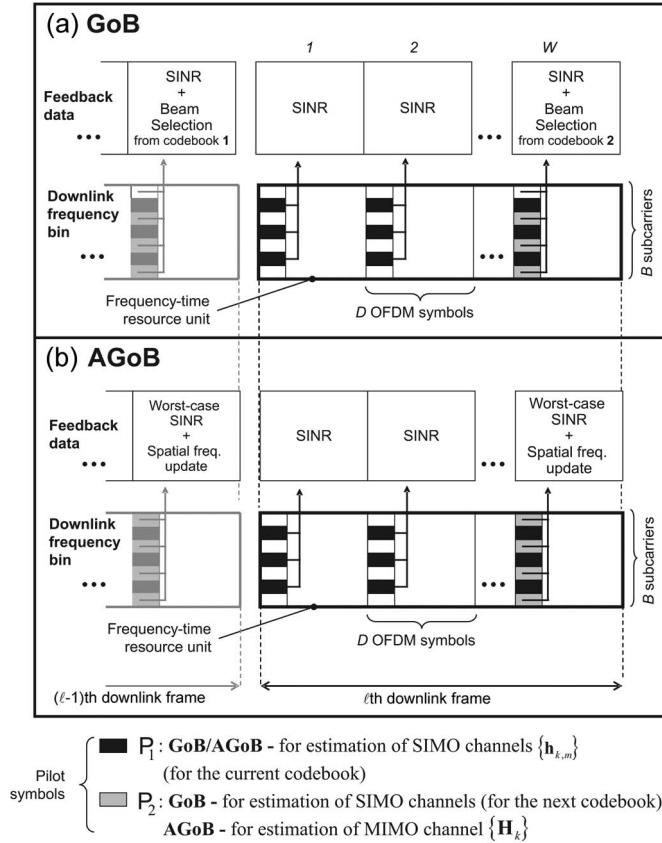 (a) GoB
1 2 W
Feedback
data
SINR
+
Beam
Selection
from codebook 1
SINR
SINR
SINR
+
Beam
Selection
from codebook 2
Downlink
frequency
bin
B subcarriers
Frequency-time
resource unit
D OFDM symbols
(b) AGoB
Feedback
data
Worst-case
SINR
+
Spatial freq.
update
SINR
SINR
Worst-case
SINR
+
Spatial freq.
update
Downlink
frequency
bin
B subcarriers
Frequency-time
resource unit
D OFDM symbols
(ℓ-1)th downlink frame
ℓth downlink frame
Pilot
symbols
P₁: GoB/AGoB - for estimation of SIMO channels {h_{k,m}}
(for the current codebook)
P₂: GoB - for estimation of SIMO channels (for the next codebook)
AGoB - for estimation of MIMO channel {H_k}